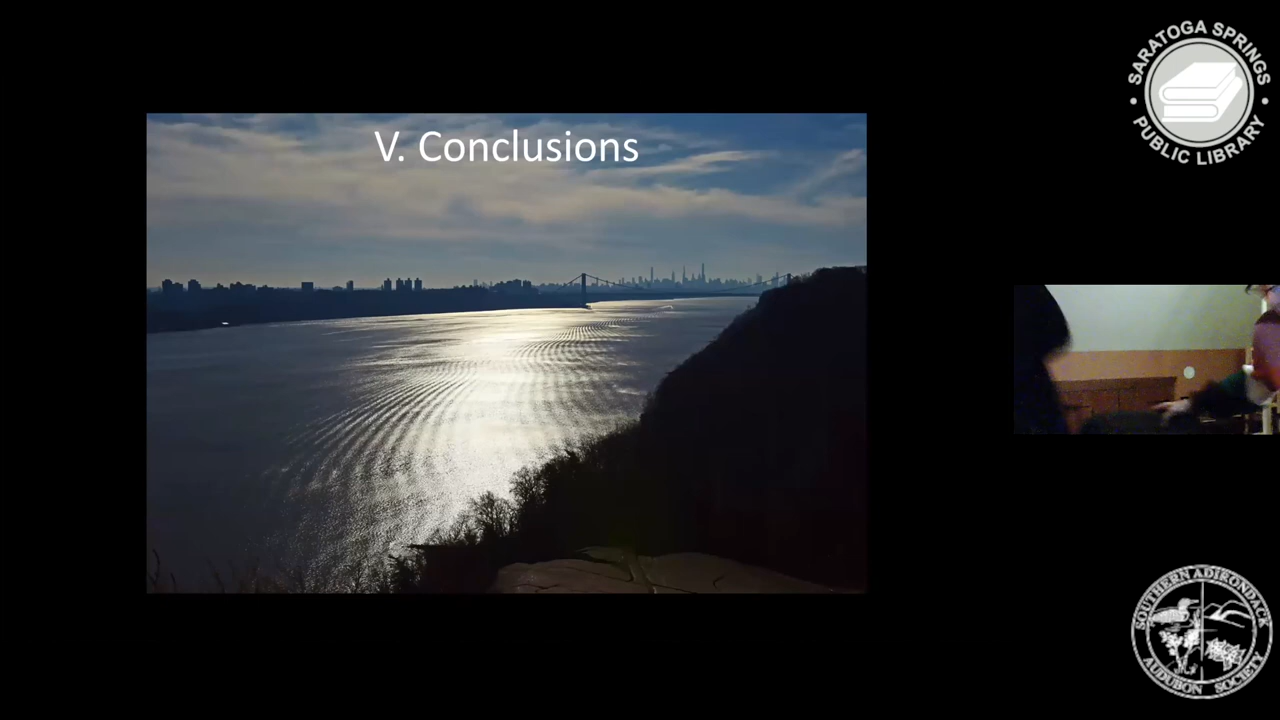 V. Conclusions
SARATOGA SPRINGS
• PUBLIC LIBRARY •
SOUTHERN ADIRONDACK
AUDUBON SOCIETY